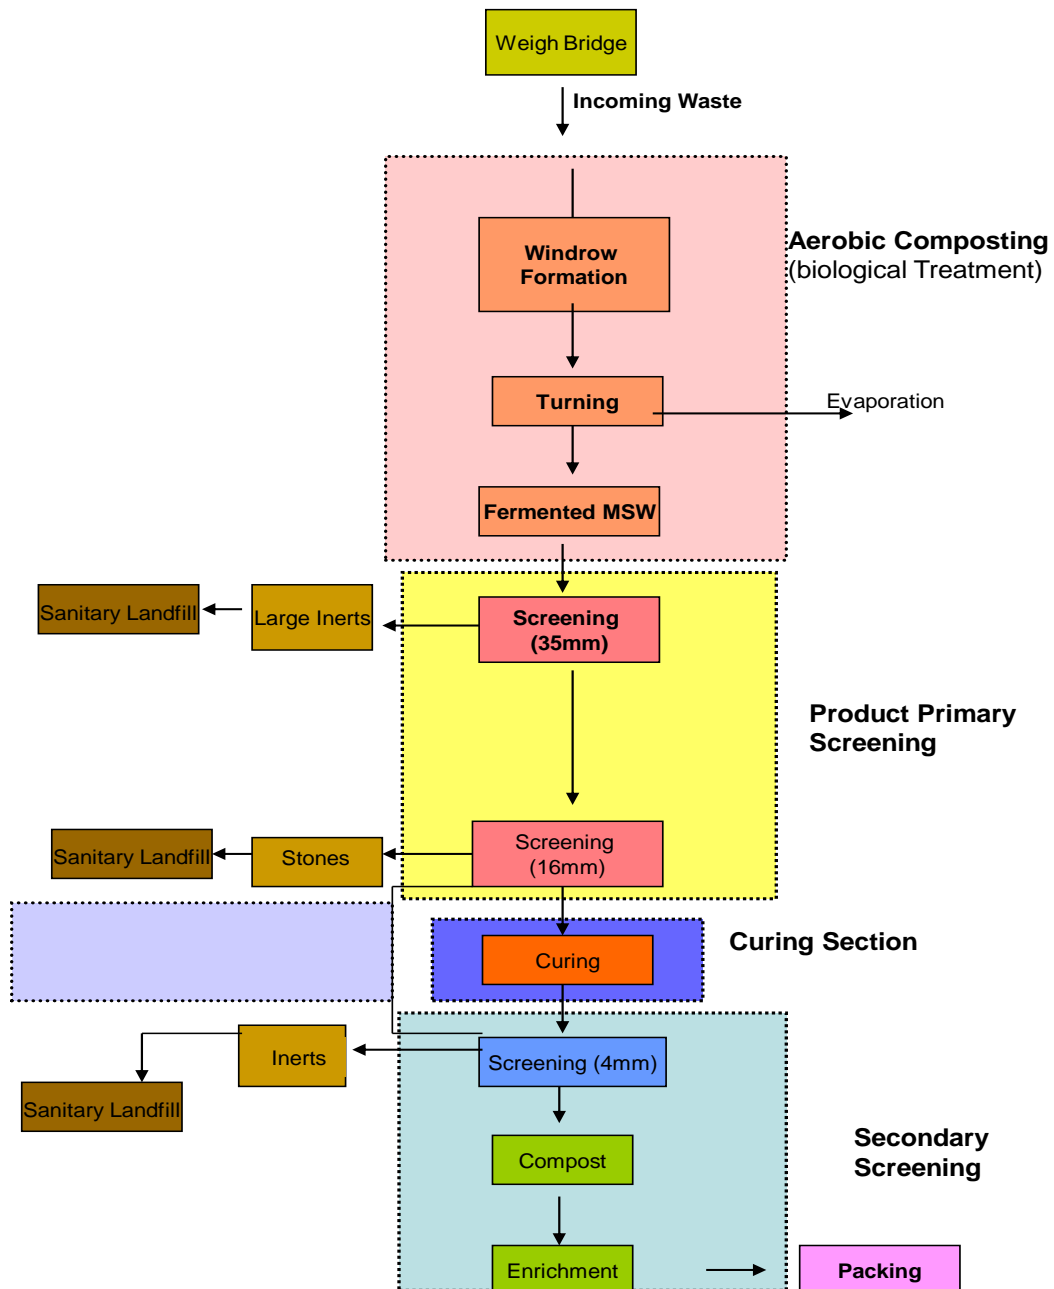 Weigh Bridge
Incoming Waste
Windrow
Formation
Aerobic Composting
(biological Treatment)
Turning
Evaporation
Fermented MSW
Sanitary Landfill
Large Inerts
Screening
(35mm)
Product Primary
Screening
Sanitary Landfill
Stones
Screening
(16mm)
Curing Section
Curing
Inerts
Screening (4mm)
Sanitary Landfill
Compost
Secondary
Screening
Enrichment
Packing